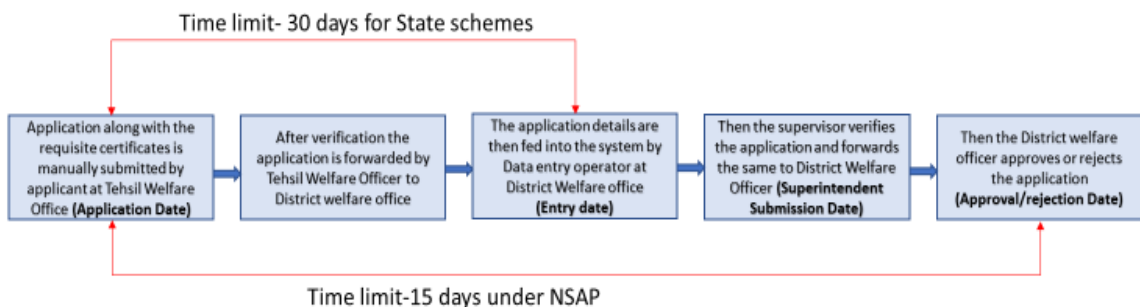 Time limit- 30 days for State schemes
Application along with the
requisite certificates is
manually submitted by
applicant at Tehsil Welfare
Office (Application Date)
After verification the
application is forwarded by
Tehsil Welfare Officer to
District welfare office
The application details are
then fed into the system by
Data entry operator at
District Welfare office
(Entry date)
Then the supervisor verifies
the application and forwards
the same to District Welfare
Officer (Superintendent
Submission Date)
Then the District welfare
officer approves or rejects
the application
(Approval/rejection Date)
Time limit-15 days under NSAP